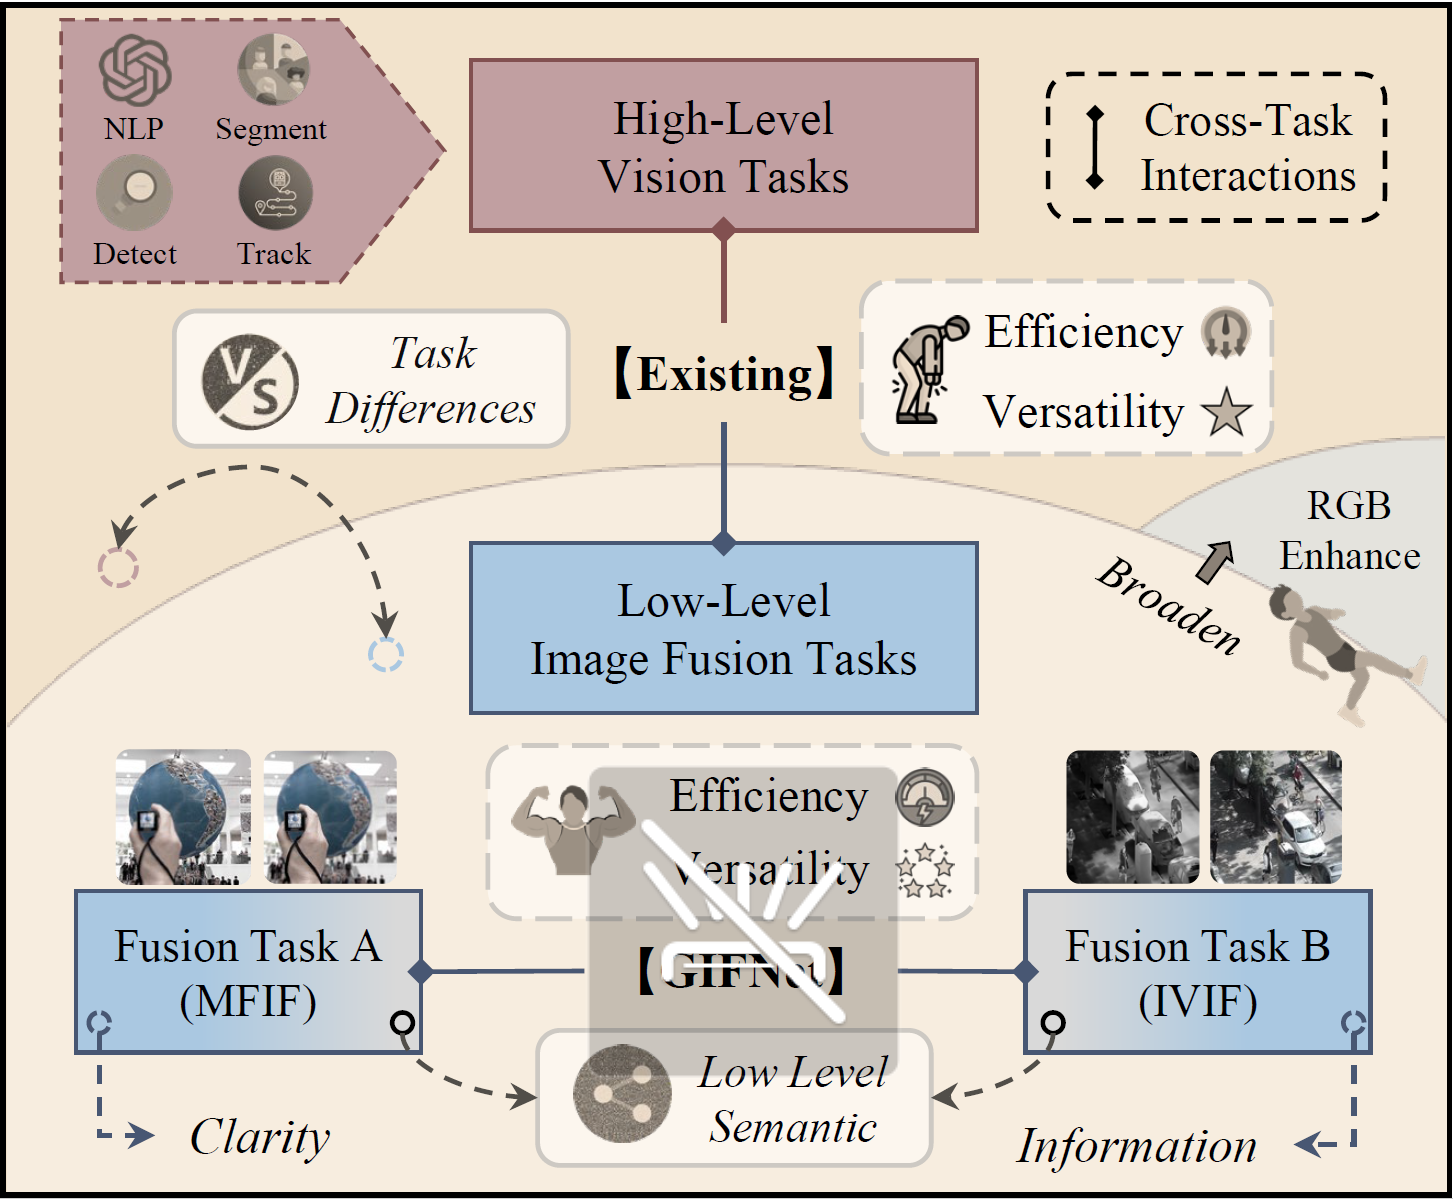 NLP
Segment
Detect
Track
High-Level
Vision Tasks
Cross-Task
Interactions
Task
Differences
VS
【Existing】
Efficiency
Versatility
RGB
Enhance
Broaden
Low-Level
Image Fusion Tasks
Efficiency
Versatility
Fusion Task A
(MFIF)
【GIFNet】
Fusion Task B
(IVIF)
Low Level
Semantic
Clarity
Information